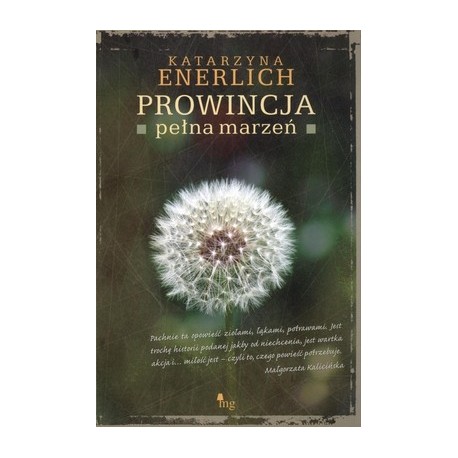 KATARZYNA
ENERLICH
PROWINCJA
pełna marzeń
Pachnie ta opowieść ziołami, łąkami, potrawami. Jest
trochę historii podanej jakby od niechcenia, jest wartka
akcja i... miłość jest – czyli to, czego powieść potrzebuje.
Małgorzata Kalicińska
mg